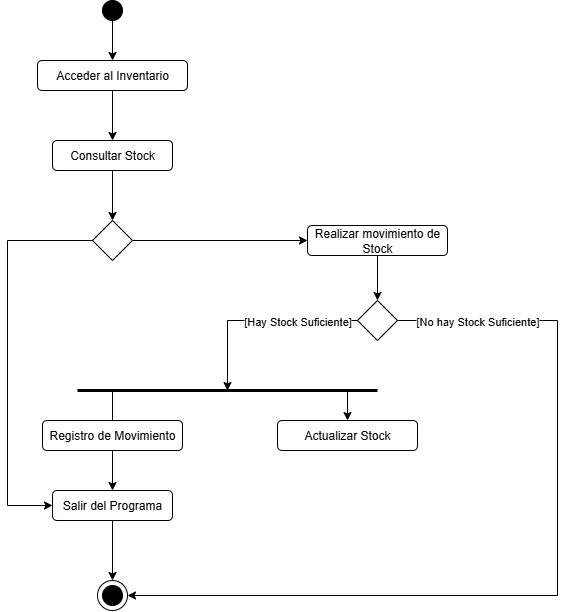 Acceder al Inventario
Consultar Stock
Realizar movimiento de
Stock
[Hay Stock Suficiente]
[No hay Stock Suficiente]
Registro de Movimiento
Actualizar Stock
Salir del Programa